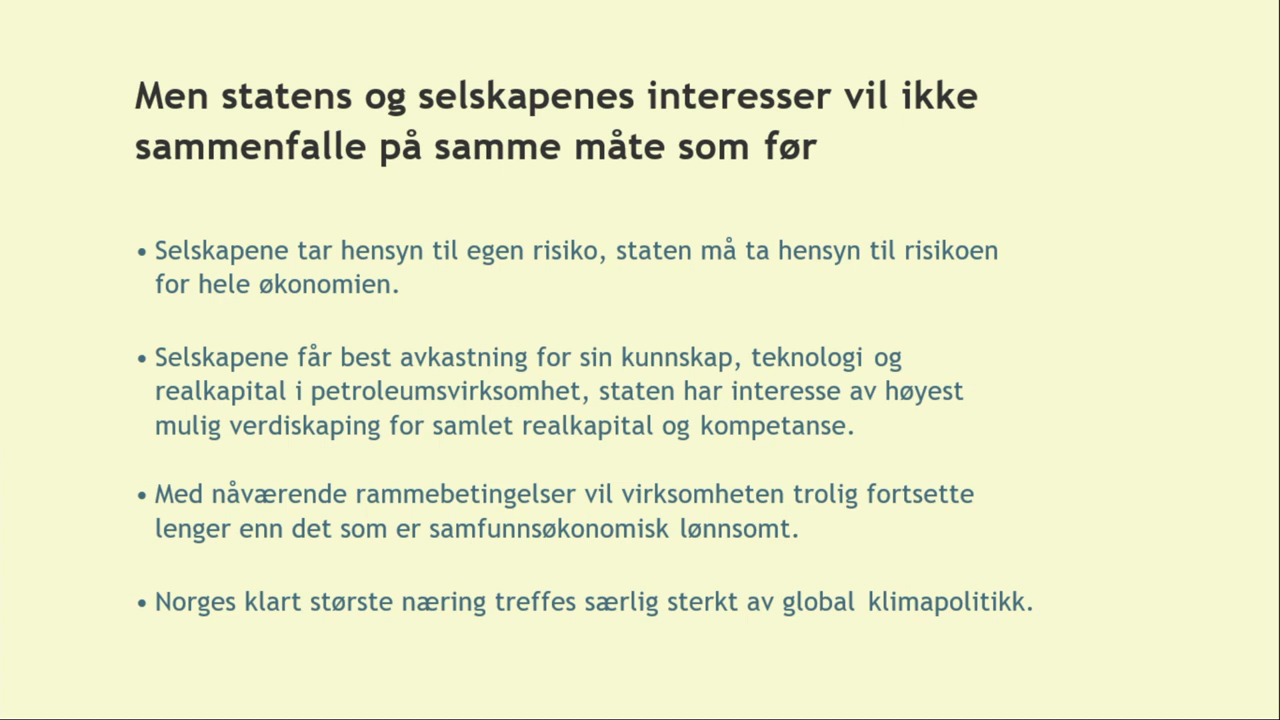 Men statens og selskapenes interesser vil ikke
sammenfalle på samme måte som før
• Selskapene tar hensyn til egen risiko, staten må ta hensyn til risikoen
for hele økonomien.
• Selskapene får best avkastning for sin kunnskap, teknologi og
realkapital i petroleumsvirksomhet, staten har interesse av høyest
mulig verdiskaping for samlet realkapital og kompetanse.
• Med nåværende rammebetingelser vil virksomheten trolig fortsette
lenger enn det som er samfunnsøkonomisk lønnsomt.
• Norges klart største næring treffes særlig sterkt av global klimapolitikk.